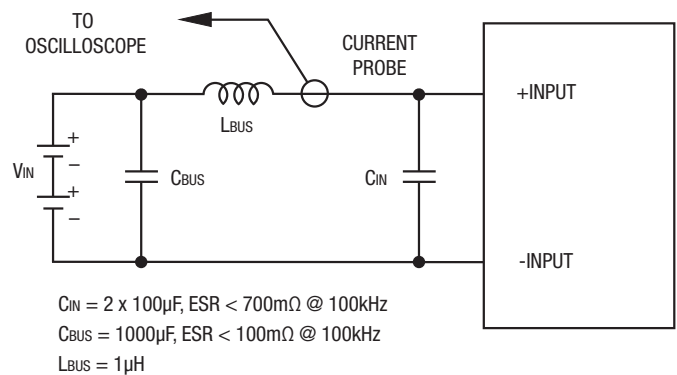 TO
OSCILLOSCOPE
CURRENT
PROBE
+INPUT
LBUS
+
VIN
–
+
–
CBUS
CIN
-INPUT
CIN = 2 x 100µF, ESR < 700mΩ @ 100kHz
CBUS = 1000µF, ESR < 100mΩ @ 100kHz
LBUS = 1µH